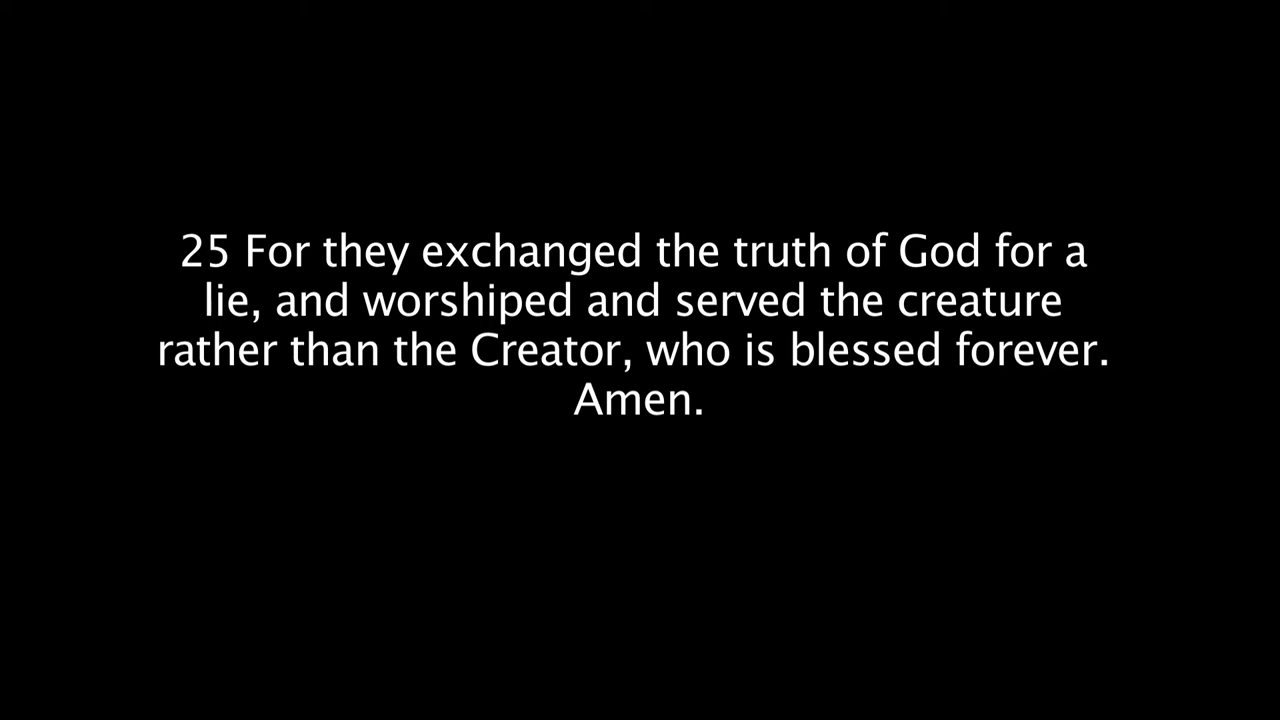 25 For they exchanged the truth of God for a
lie, and worshiped and served the creature
rather than the Creator, who is blessed forever.
Amen.